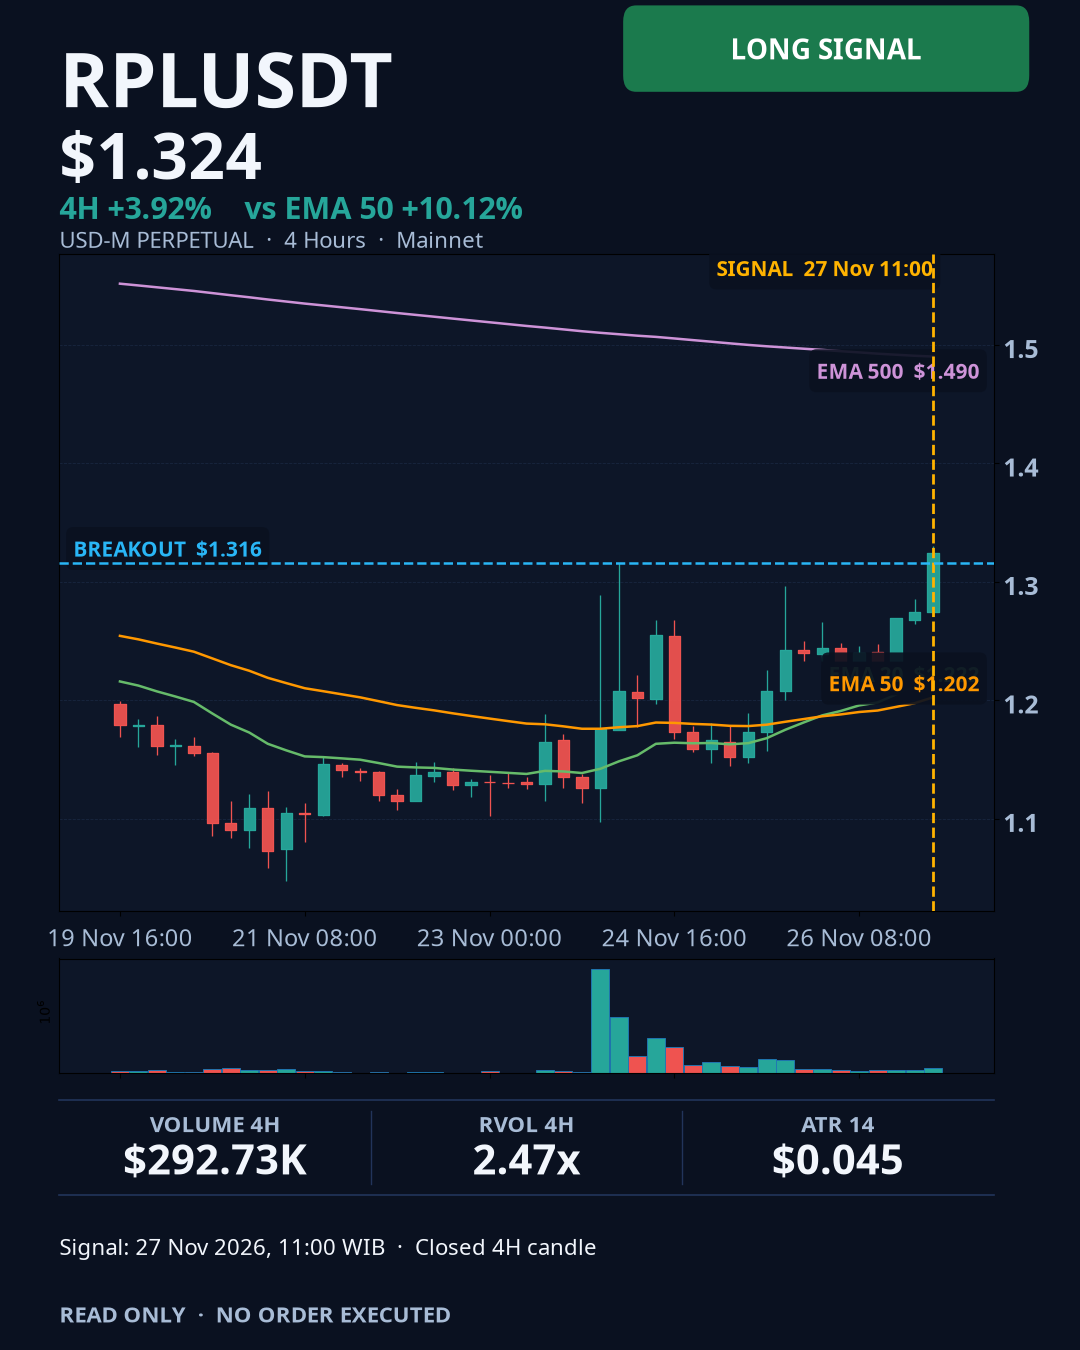 LONG SIGNAL
RPLUSDT
$1.324
4H +3.92% vs EMA 50 +10.12%
USD-M PERPETUAL · 4 Hours · Mainnet
SIGNAL 27 Nov 11:00
1.5
EMA 500 $1.490
1.4
BREAKOUT $1.316
1.3
EMA 50 $1.202
1.2
1.1
19 Nov 16:00 21 Nov 08:00 23 Nov 00:00 24 Nov 16:00 26 Nov 08:00
10⁶
VOLUME 4H RVOL 4H ATR 14
$292.73K 2.47x $0.045
Signal: 27 Nov 2026, 11:00 WIB · Closed 4H candle
READ ONLY · NO ORDER EXECUTED